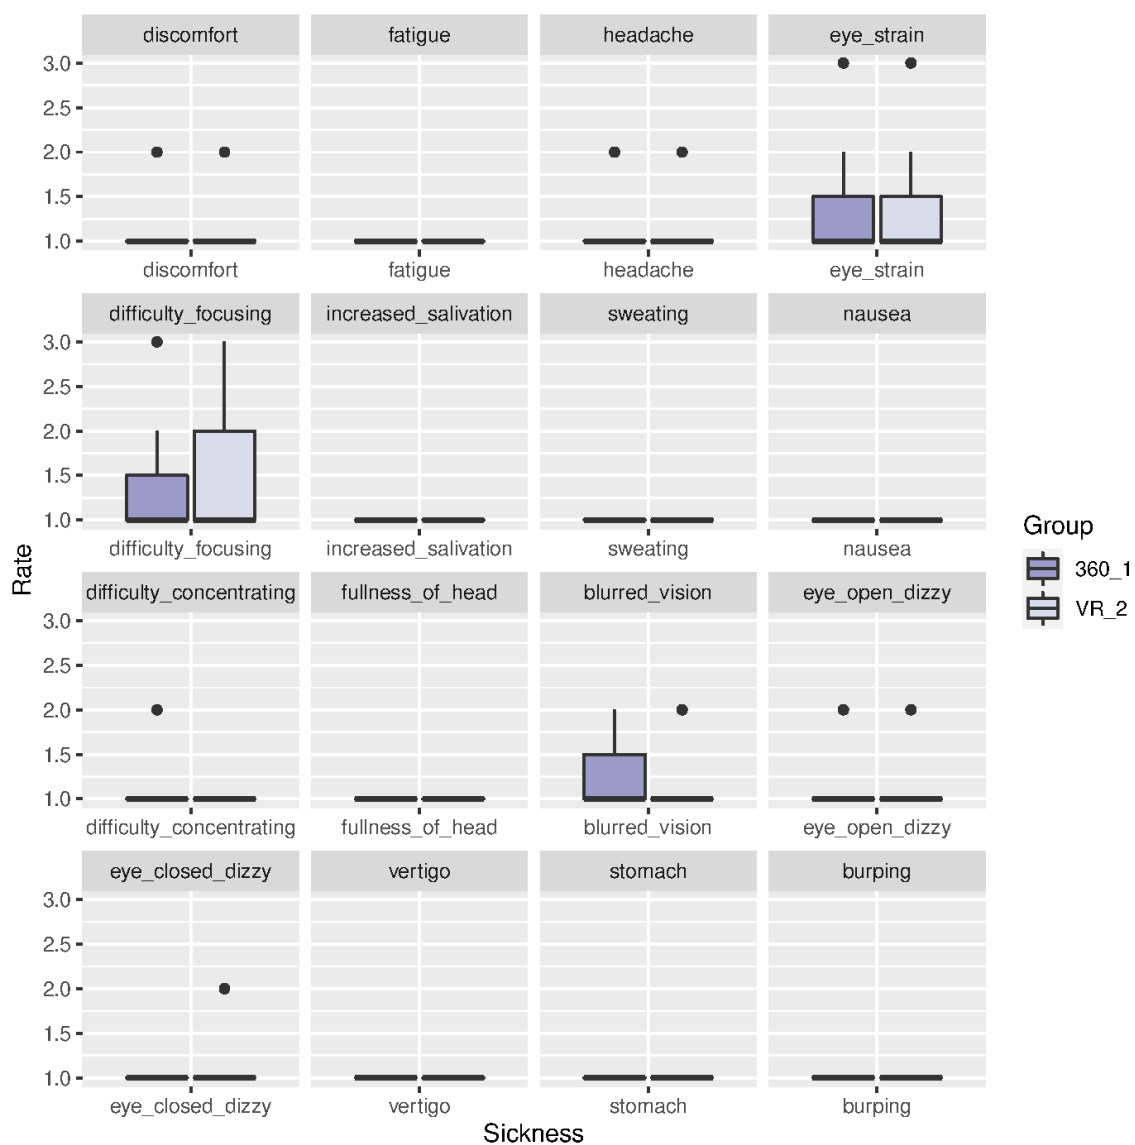 discomfort fatigue headache eye_strain
3.0
2.5
2.0
1.5
1.0
discomfort fatigue headache eye_strain
difficulty_focusing increased_salivation sweating nausea
3.0
2.5
2.0
1.5
1.0
difficulty_focusing increased_salivation sweating nausea
Rate
difficulty_concentrating fullness_of_head blurred_vision eye_open_dizzy
3.0
2.5
2.0
1.5
1.0
difficulty_concentrating fullness_of_head blurred_vision eye_open_dizzy
eye_closed_dizzy vertigo stomach burping
3.0
2.5
2.0
1.5
1.0
eye_closed_dizzy vertigo stomach burping
Sickness
Group
360_1
VR_2